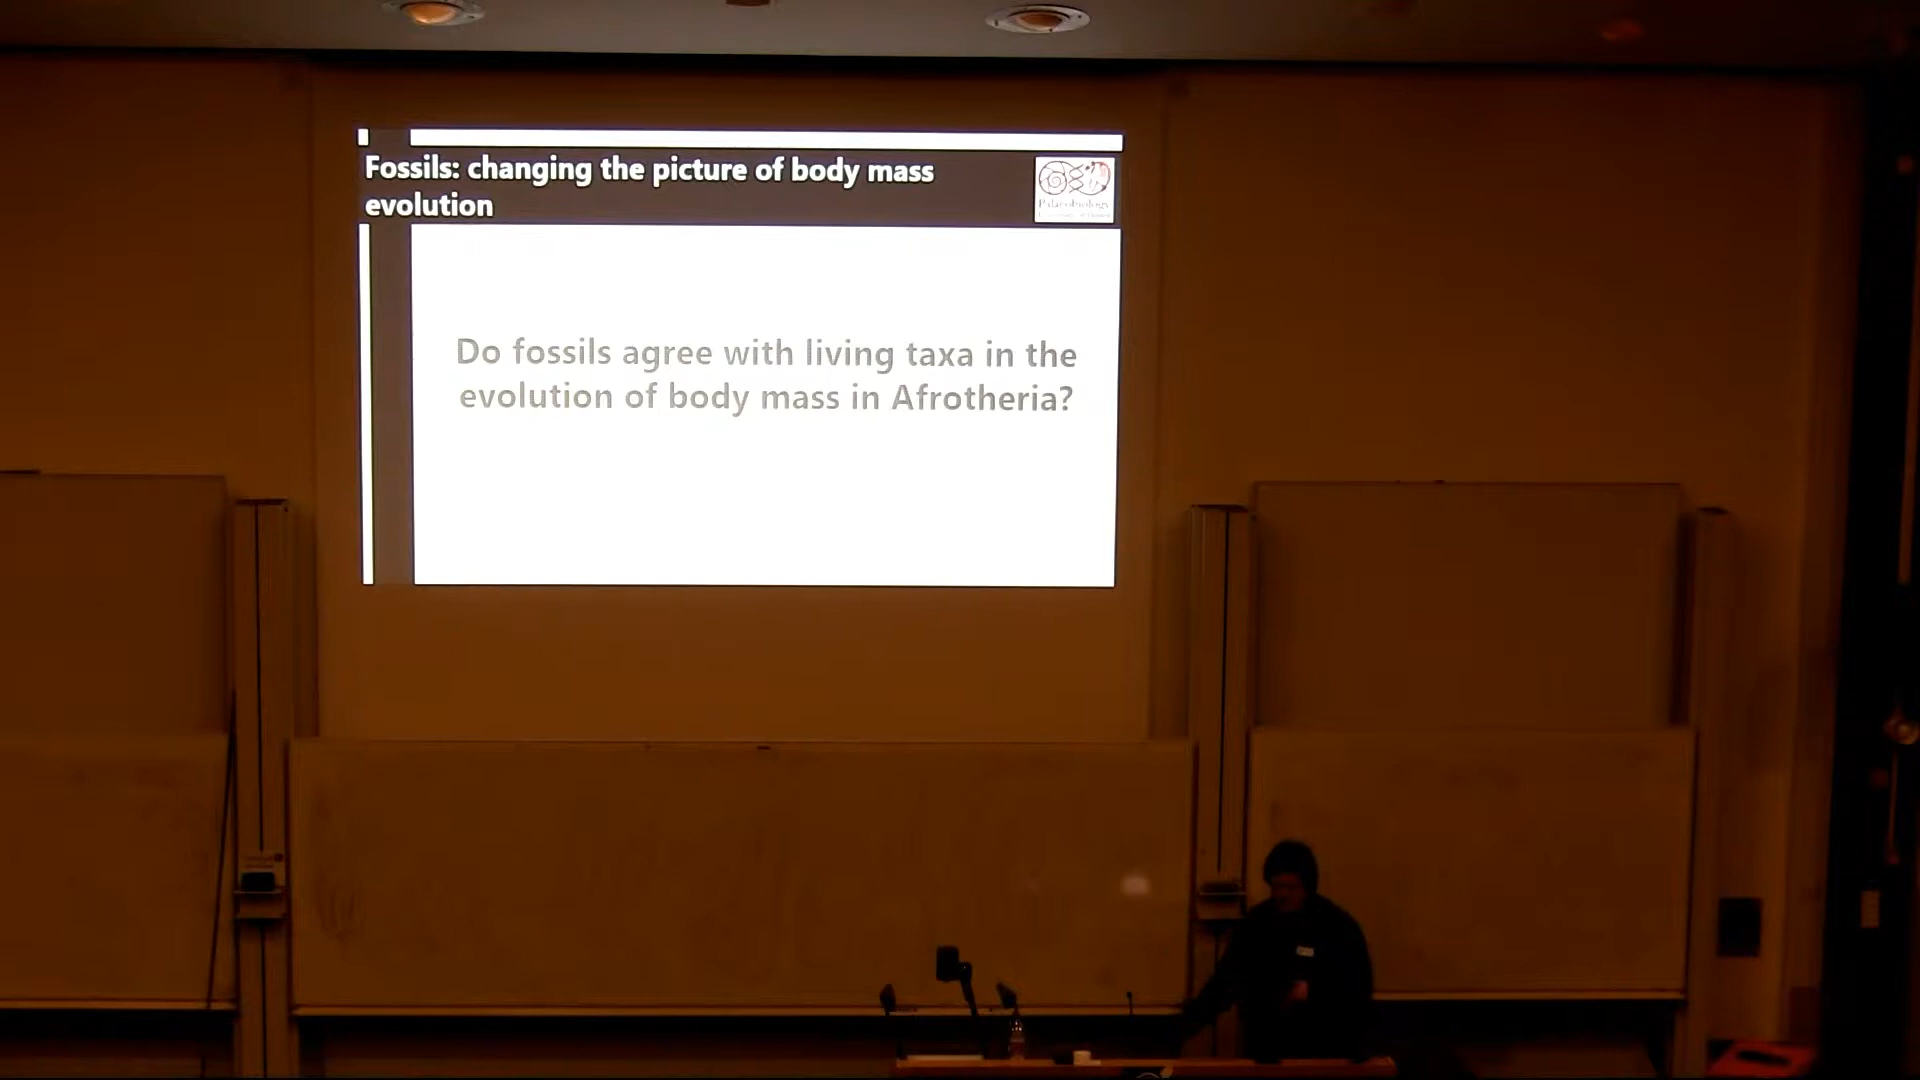 Fossils: changing the picture of body mass
evolution
Palaeobiology
Do fossils agree with living taxa in the
evolution of body mass in Afrotheria?